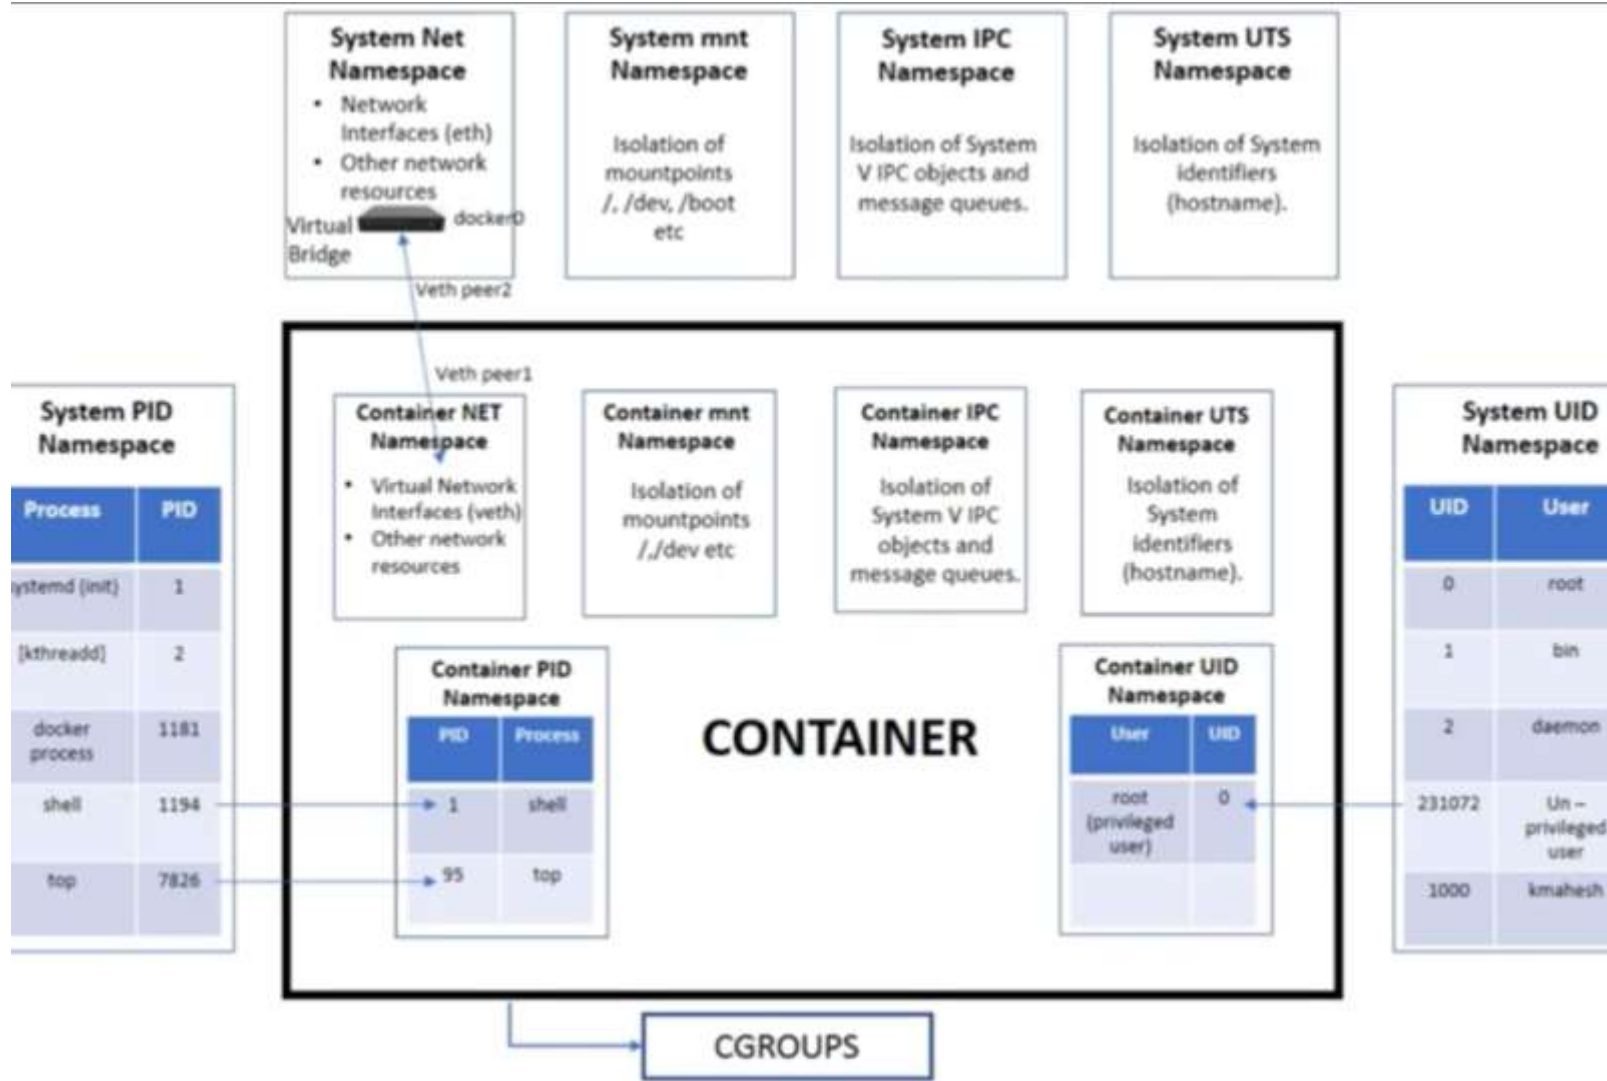 System Net
Namespace
• Network
Interfaces (eth)
• Other network
resources
Virtual
Bridge
docker0
System mnt
Namespace
Isolation of
mountpoints
/, /dev, /boot
etc
System IPC
Namespace
Isolation of System
V IPC objects and
message queues.
System UTS
Namespace
Isolation of System
identifiers
(hostname).
Veth peer2
Veth peer1
System PID
Namespace
Process PID
ystemd (init) 1
[kthreadd] 2
docker
process
1181
shell 1194
top 7826
Container NET
Namespace
• Virtual Network
Interfaces (veth)
• Other network
resources
Container mnt
Namespace
Isolation of
mountpoints
/,/dev etc
Container IPC
Namespace
Isolation of
System V IPC
objects and
message queues.
Container UTS
Namespace
Isolation of
System
identifiers
(hostname).
Container PID
Namespace
PID Process
1 shell
95 top
CONTAINER
Container UID
Namespace
User UID
root
(privileged
user)
0
System UID
Namespace
UID User
0 root
1 bin
2 daemon
231072
Un –
privileged
user
1000 kmahesh
CGROUPS